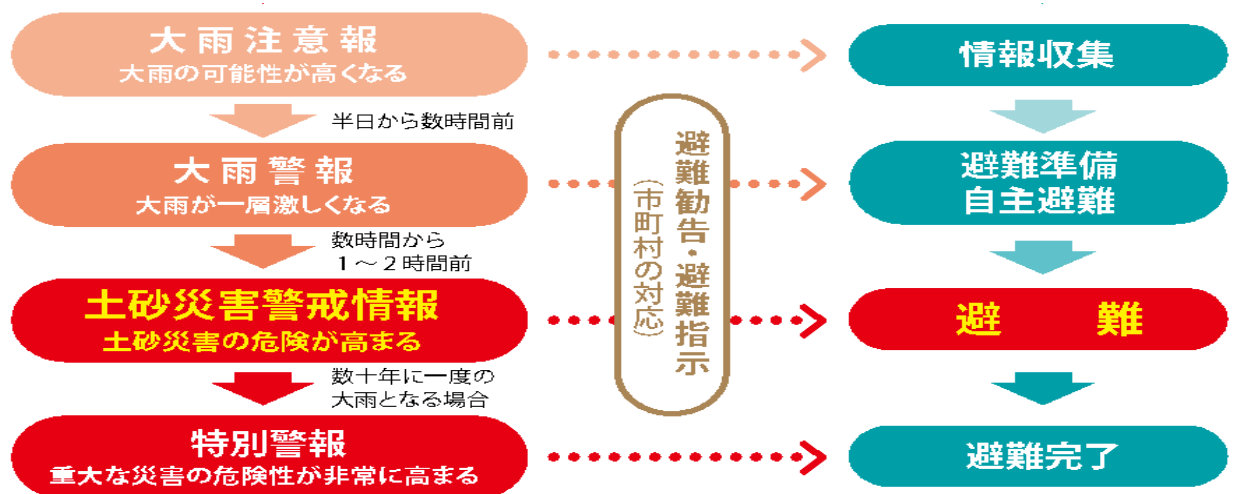 大雨注意報
大雨の可能性が高くなる
情報収集
半日から数時間前
大雨警報
大雨が一層激しくなる
避難準備
自主避難
数時間から
1～2時間前
避難勧告・避難指示
（市町村の対応）
土砂災害警戒情報
土砂災害の危険が高まる
避難
数十年に一度の
大雨となる場合
特別警報
重大な災害の危険性が非常に高まる
避難完了